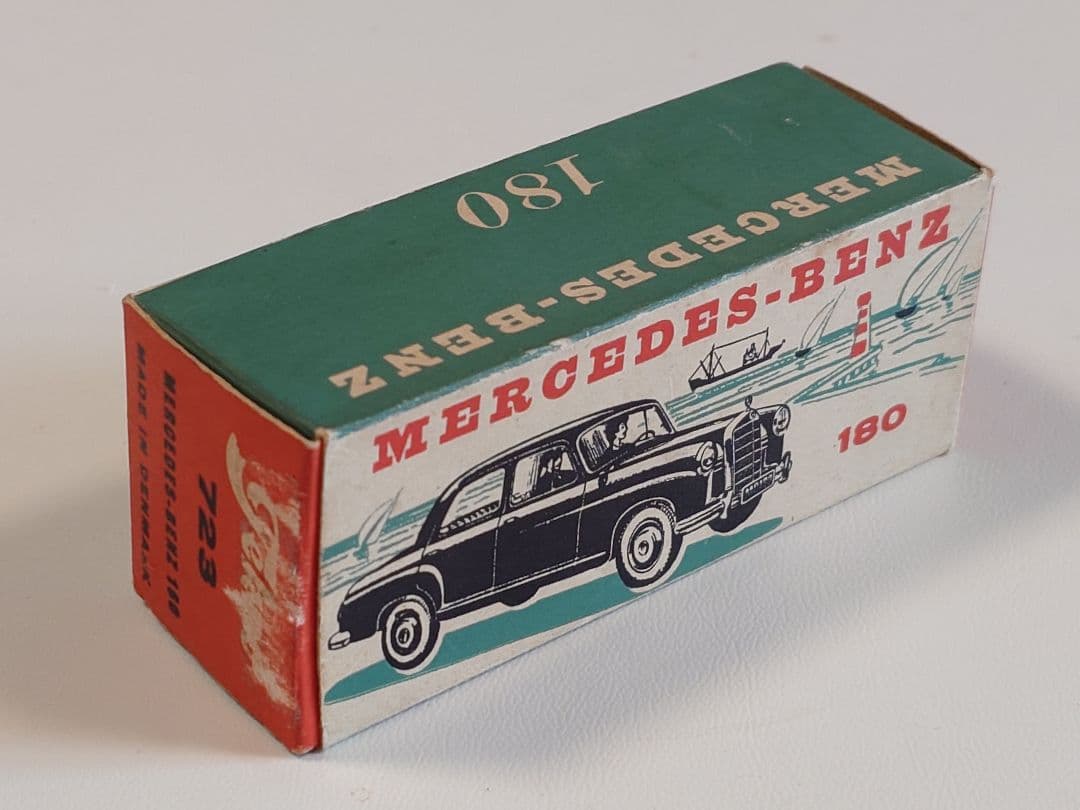 MERCEDES-BENZ
180
MERCEDES-BENZ
180
723
MERCEDES-BENZ 180
MADE IN DENMARK